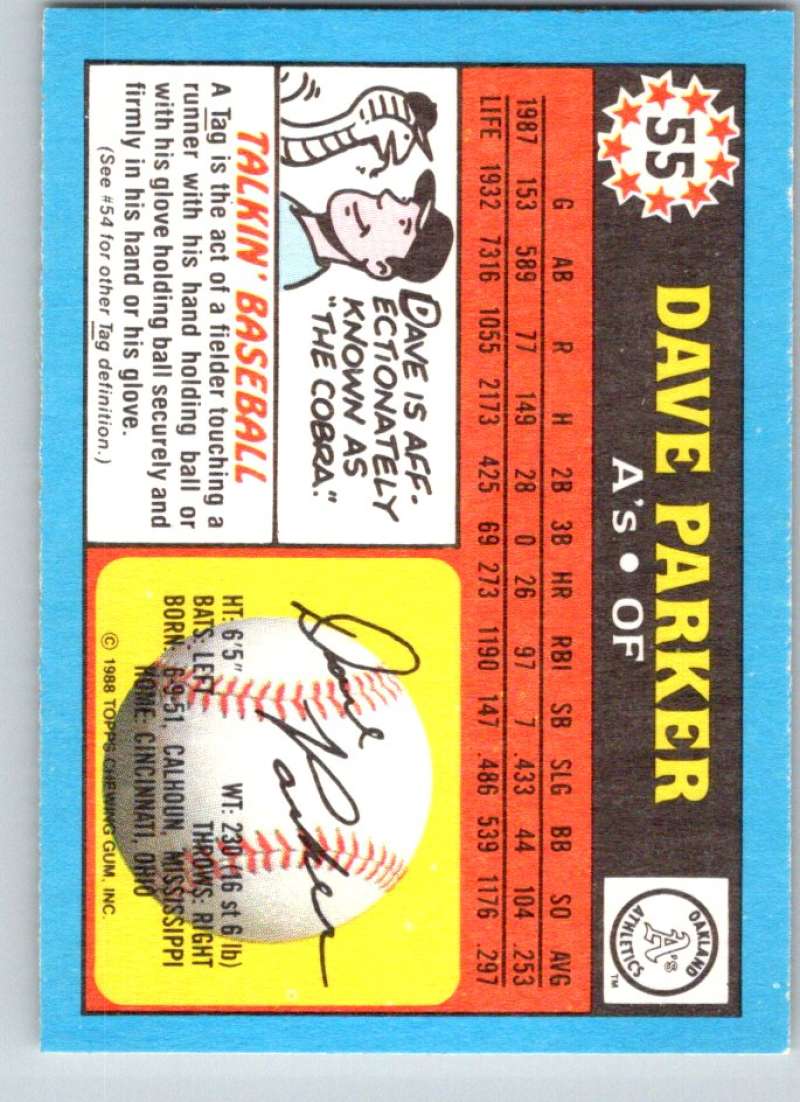 55
DAVE PARKER
A's • OF
OAKLAND
A's
ATHLETICS
TM
G AB R H 2B 3B HR RBI SB SLG BB SO AVG
1987 153 589 77 149 28 0 26 97 7 .433 44 104 .253
LIFE 1932 7316 1055 2173 425 69 273 1190 147 .486 539 1176 .297
DAVE IS AFF-
ECTIONATELY
KNOWN AS
"THE COBRA."
TALKIN' BASEBALL
A Tag is the act of a fielder touching a
runner with his hand holding ball or
with his glove holding ball securely and
firmly in his hand or his glove.
(See #54 for other Tag definition.)
Dave Parker
HT: 6'5" WT: 230 (16 st 6 lb)
BATS: LEFT THROWS: RIGHT
BORN: 6-9-51, CALHOUN, MISSISSIPPI
HOME: CINCINNATI, OHIO
© 1988 TOPPS CHEWING GUM, INC.